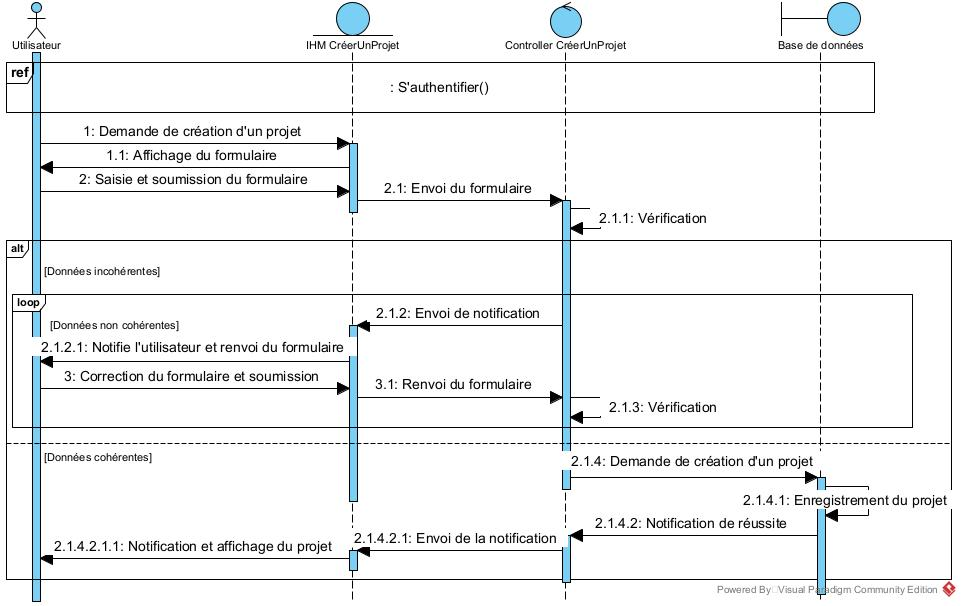 Utilisateur
IHM CréerUnProjet
Controller CréerUnProjet
Base de données
ref
: S'authentifier()
1: Demande de création d'un projet
1.1: Affichage du formulaire
2: Saisie et soumission du formulaire
2.1: Envoi du formulaire
2.1.1: Vérification
alt
[Données incohérentes]
loop
[Données non cohérentes]
2.1.2: Envoi de notification
2.1.2.1: Notifie l'utilisateur et renvoi du formulaire
3: Correction du formulaire et soumission
3.1: Renvoi du formulaire
2.1.3: Vérification
[Données cohérentes]
2.1.4: Demande de création d'un projet
2.1.4.1: Enregistrement du projet
2.1.4.2: Notification de réussite
2.1.4.2.1: Envoi de la notification
2.1.4.2.1.1: Notification et affichage du projet
Powered By Visual Paradigm Community Edition